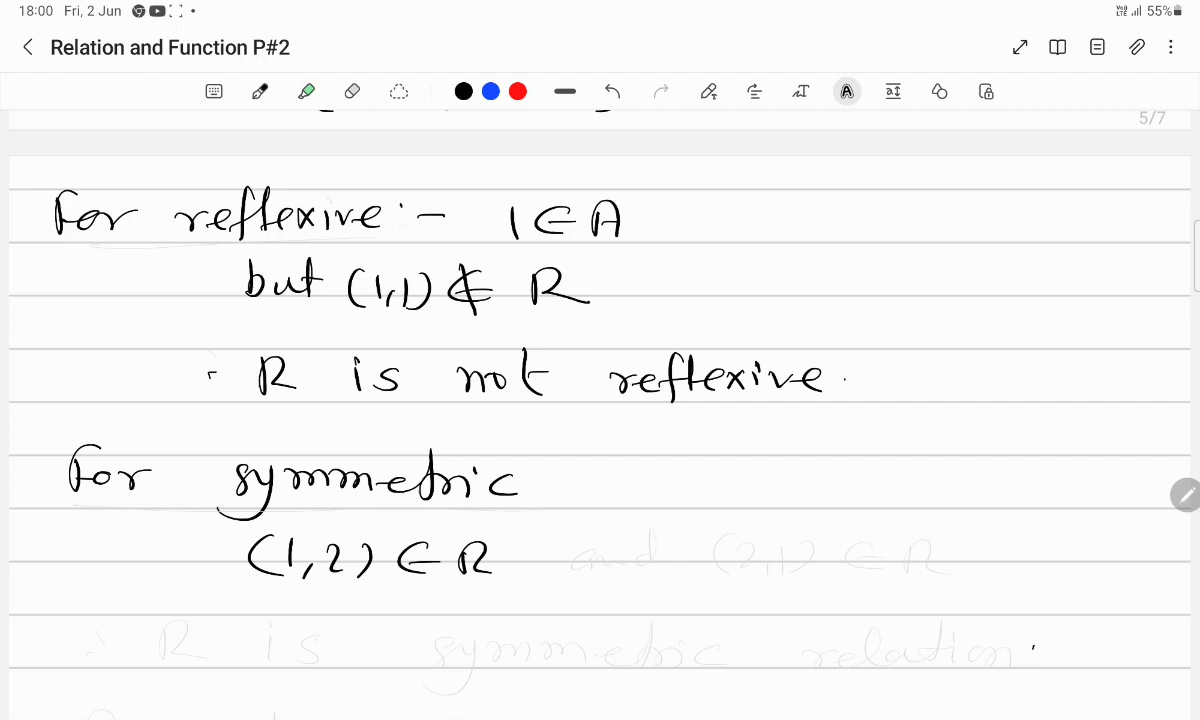 18:00 Fri, 2 Jun 55%
Relation and Function P#2
5/7
For reflexive :- 1 ∈ A
but (1,1) ∉ R
∴ R is not reflexive.
For symmetric
(1,2) ∈ R and (2,1) ∈ R
∴ R is symmetric relation.